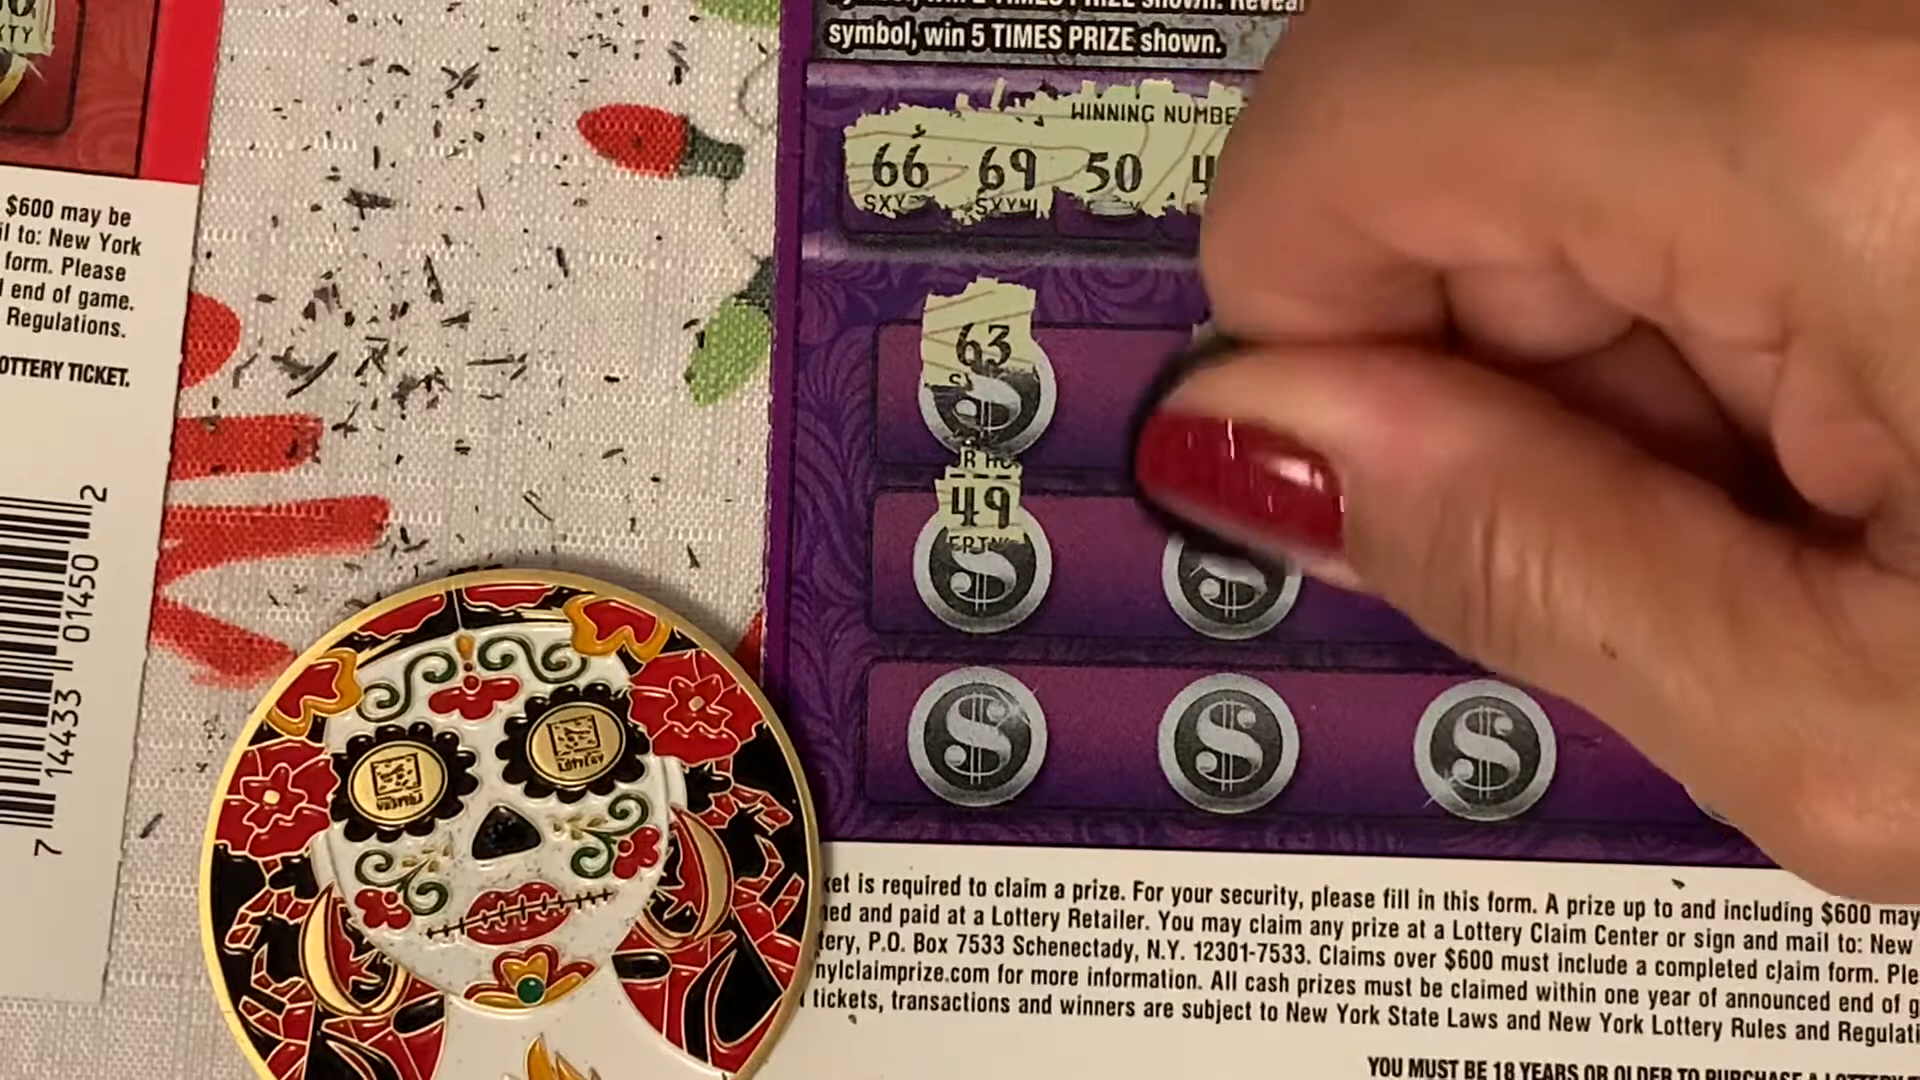 symbol, win 5 TIMES PRIZE shown.
WINNING
66 69 50
63
49
$600 may be
il to: New York
form. Please
end of game.
Regulations.
OTTERY TICKET.
7 14433 01450 2
ket is required to claim a prize. For your security, please fill in this form. A prize up to and including $600 may
ned and paid at a Lottery Retailer. You may claim any prize at a Lottery Claim Center or sign and mail to: New
tery, P.O. Box 7533 Schenectady, N.Y. 12301-7533. Claims over $600 must include a completed claim form. Ple
nylclaimprize.com for more information. All cash prizes must be claimed within one year of announced end of g
tickets, transactions and winners are subject to New York State Laws and New York Lottery Rules and Regulati
YOU MUST BE 18 YEARS OR OLDER TO PURCHASE A